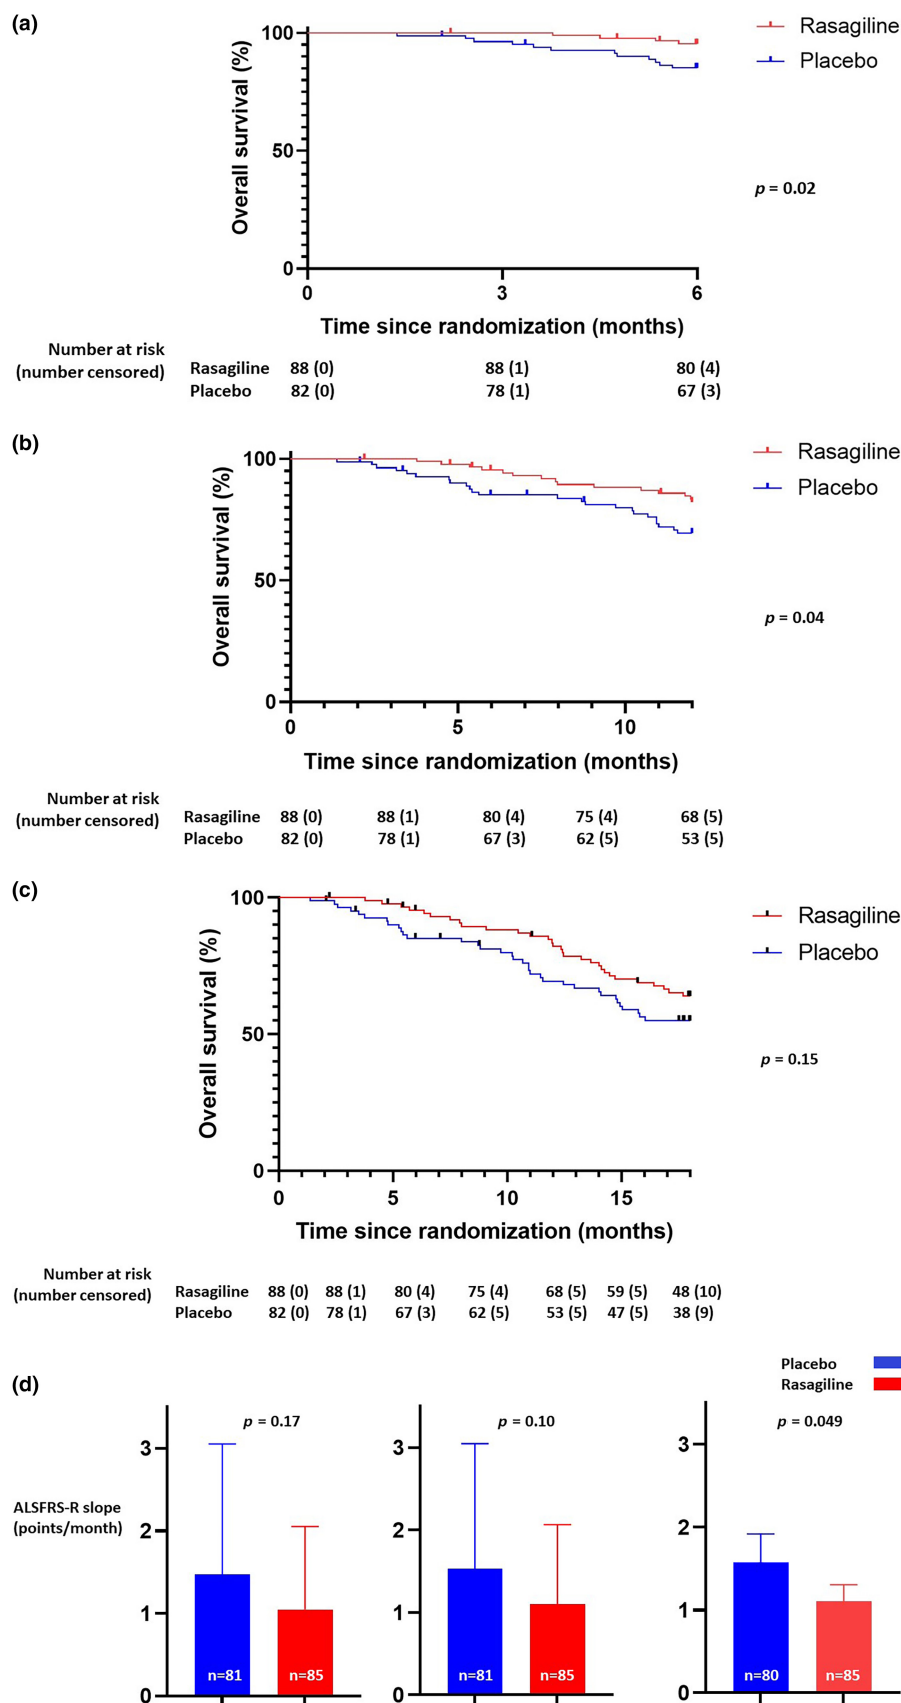 (a)
100
50
0
0 3 6
Overall survival (%)
Time since randomization (months)
Rasagiline
Placebo
p = 0.02
Number at risk
(number censored)
Rasagiline 88 (0) 88 (1) 80 (4)
Placebo 82 (0) 78 (1) 67 (3)
(b)
100
50
0
0 5 10
Overall survival (%)
Time since randomization (months)
Rasagiline
Placebo
p = 0.04
Number at risk
(number censored)
Rasagiline 88 (0) 88 (1) 80 (4) 75 (4) 68 (5)
Placebo 82 (0) 78 (1) 67 (3) 62 (5) 53 (5)
(c)
100
50
0
0 5 10 15
Overall survival (%)
Time since randomization (months)
Rasagiline
Placebo
p = 0.15
Number at risk
(number censored)
Rasagiline 88 (0) 88 (1) 80 (4) 75 (4) 68 (5) 59 (5) 48 (10)
Placebo 82 (0) 78 (1) 67 (3) 62 (5) 53 (5) 47 (5) 38 (9)
(d)
Placebo
Rasagiline
ALSFRS-R slope
(points/month)
p = 0.17
3
2
1
0
n=81 n=85
p = 0.10
3
2
1
0
n=81 n=85
p = 0.049
3
2
1
0
n=80 n=85